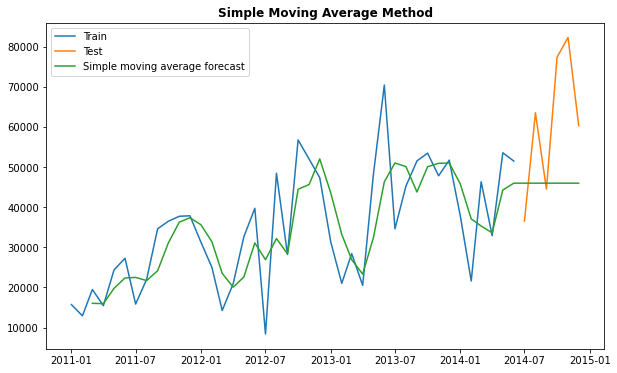 Simple Moving Average Method
Train
Test
Simple moving average forecast
80000
70000
60000
50000
40000
30000
20000
10000
2011-01 2011-07 2012-01 2012-07 2013-01 2013-07 2014-01 2014-07 2015-01